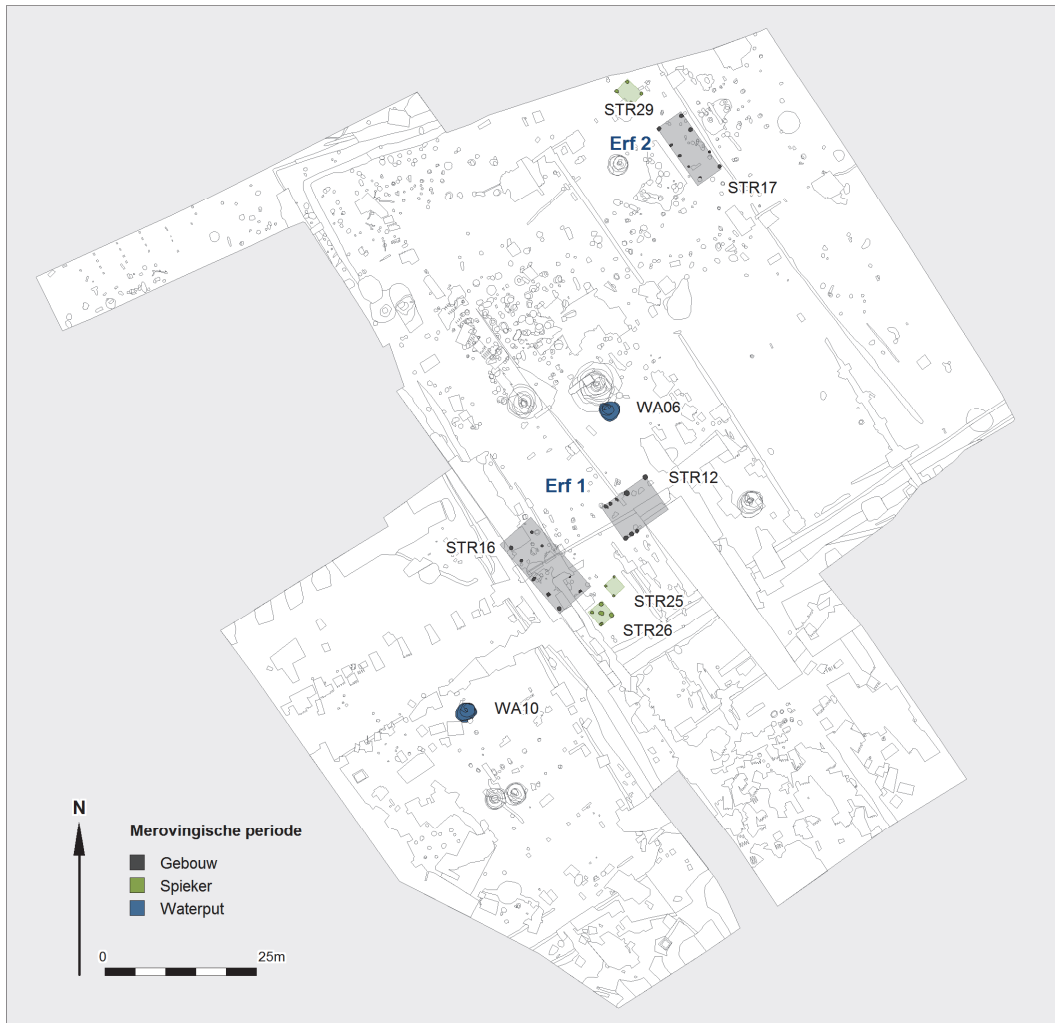 STR29
Erf 2
STR17
WA06
STR12
Erf 1
STR16
STR25
STR26
WA10
N
Merovingische periode
Gebouw
Spieker
Waterput
0 25m